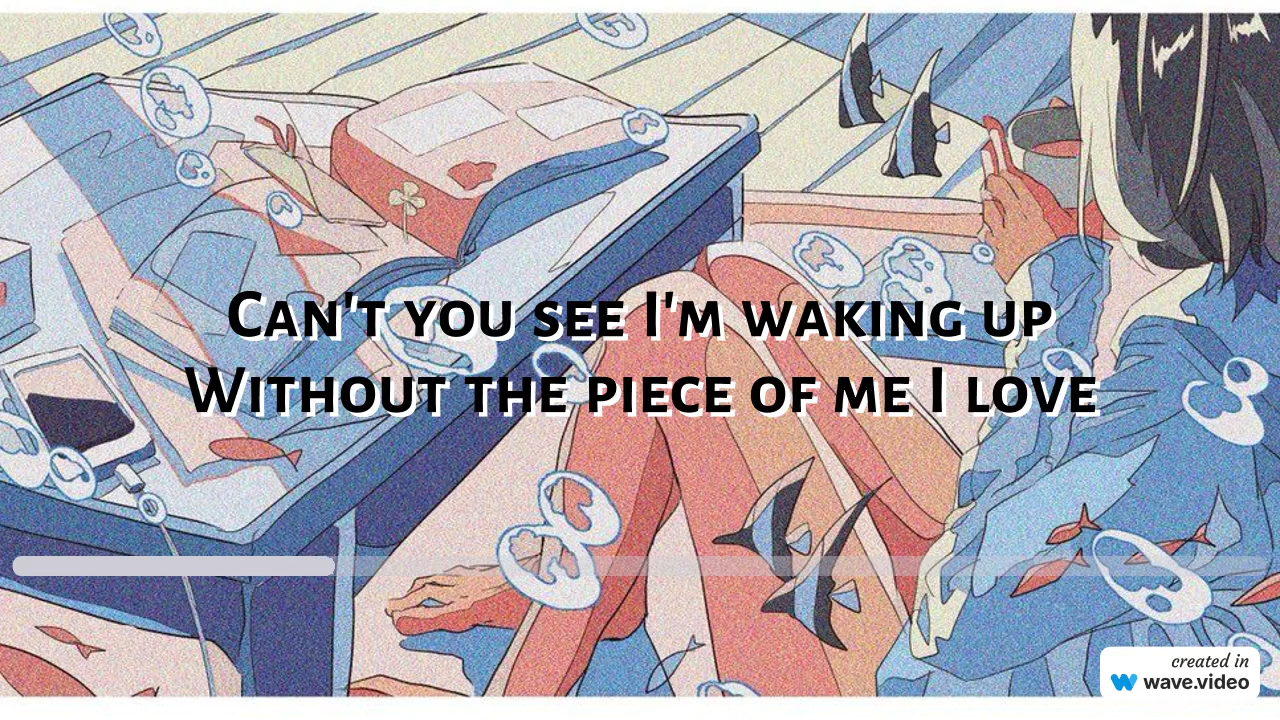 Can't you see I'm waking up
Without the piece of me I love
created in
wave.video